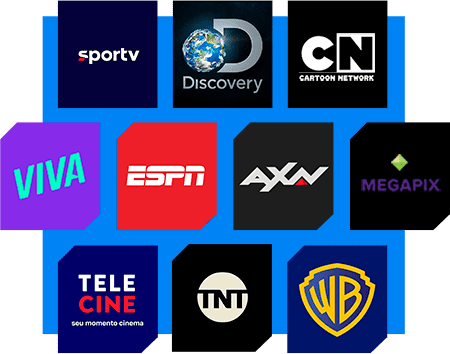 sportv
Discovery
CN
CARTOON NETWORK
VIVA
ESPN
AXN
MEGAPIX
TELE
CINE
seu momento cinema
TNT
WB